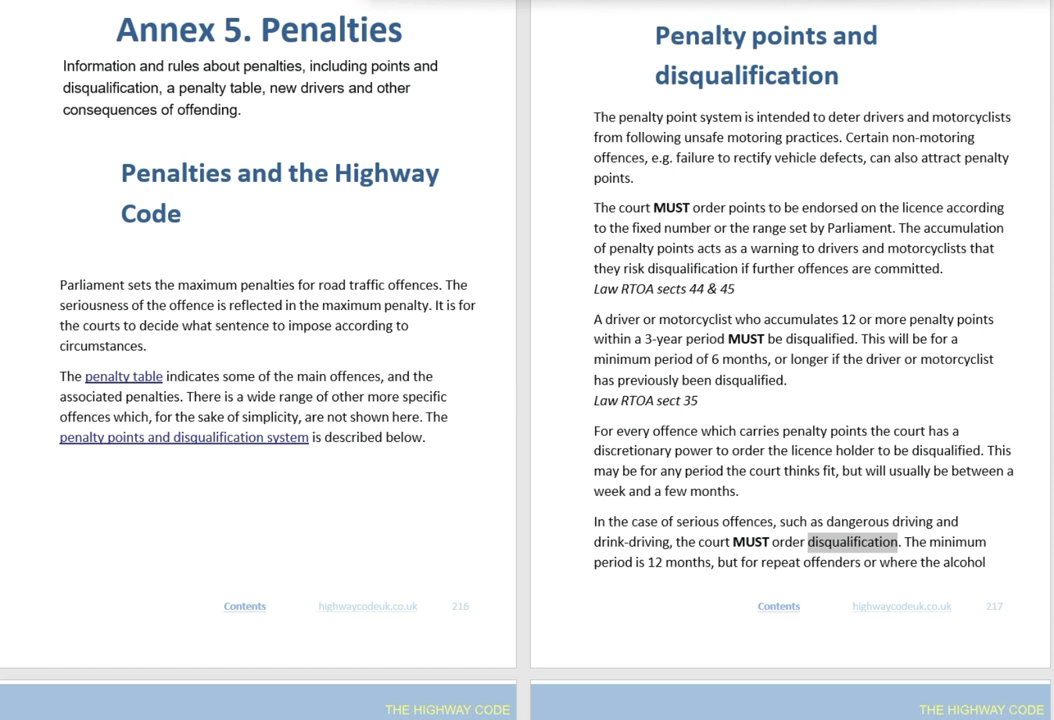 Annex 5. Penalties
Information and rules about penalties, including points and
disqualification, a penalty table, new drivers and other
consequences of offending.
Penalties and the Highway
Code
Parliament sets the maximum penalties for road traffic offences. The
seriousness of the offence is reflected in the maximum penalty. It is for
the courts to decide what sentence to impose according to
circumstances.
The penalty table indicates some of the main offences, and the
associated penalties. There is a wide range of other more specific
offences which, for the sake of simplicity, are not shown here. The
penalty points and disqualification system is described below.
Contents highwaycodeuk.co.uk 216
THE HIGHWAY CODE
Penalty points and
disqualification
The penalty point system is intended to deter drivers and motorcyclists
from following unsafe motoring practices. Certain non-motoring
offences, e.g. failure to rectify vehicle defects, can also attract penalty
points.
The court MUST order points to be endorsed on the licence according
to the fixed number or the range set by Parliament. The accumulation
of penalty points acts as a warning to drivers and motorcyclists that
they risk disqualification if further offences are committed.
Law RTOA sects 44 & 45
A driver or motorcyclist who accumulates 12 or more penalty points
within a 3-year period MUST be disqualified. This will be for a
minimum period of 6 months, or longer if the driver or motorcyclist
has previously been disqualified.
Law RTOA sect 35
For every offence which carries penalty points the court has a
discretionary power to order the licence holder to be disqualified. This
may be for any period the court thinks fit, but will usually be between a
week and a few months.
In the case of serious offences, such as dangerous driving and
drink-driving, the court MUST order disqualification. The minimum
period is 12 months, but for repeat offenders or where the alcohol
Contents highwaycodeuk.co.uk 217
THE HIGHWAY CODE